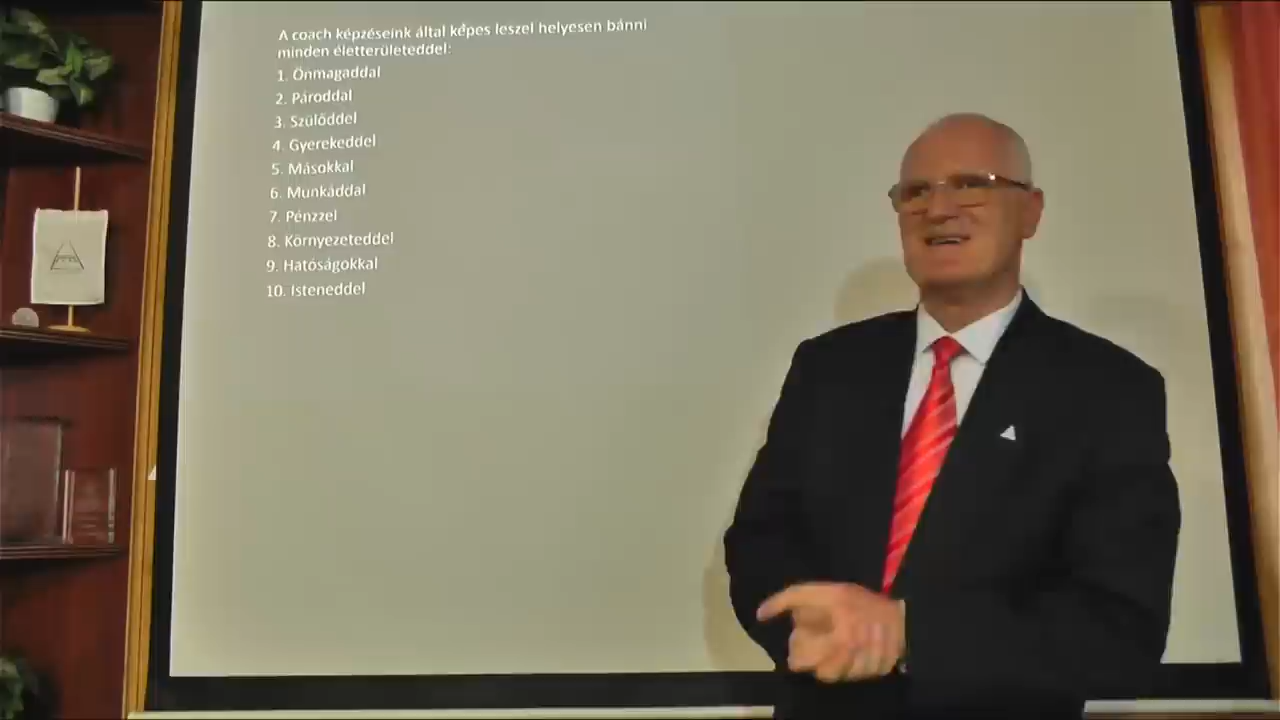 A coach képzéseink által képes leszel helyesen bánni
minden életterületeddel:
1. Önmagaddal
2. Pároddal
3. Szülőddel
4. Gyerekeddel
5. Másokkal
6. Munkáddal
7. Pénzzel
8. Környezeteddel
9. Hatóságokkal
10. Isteneddel